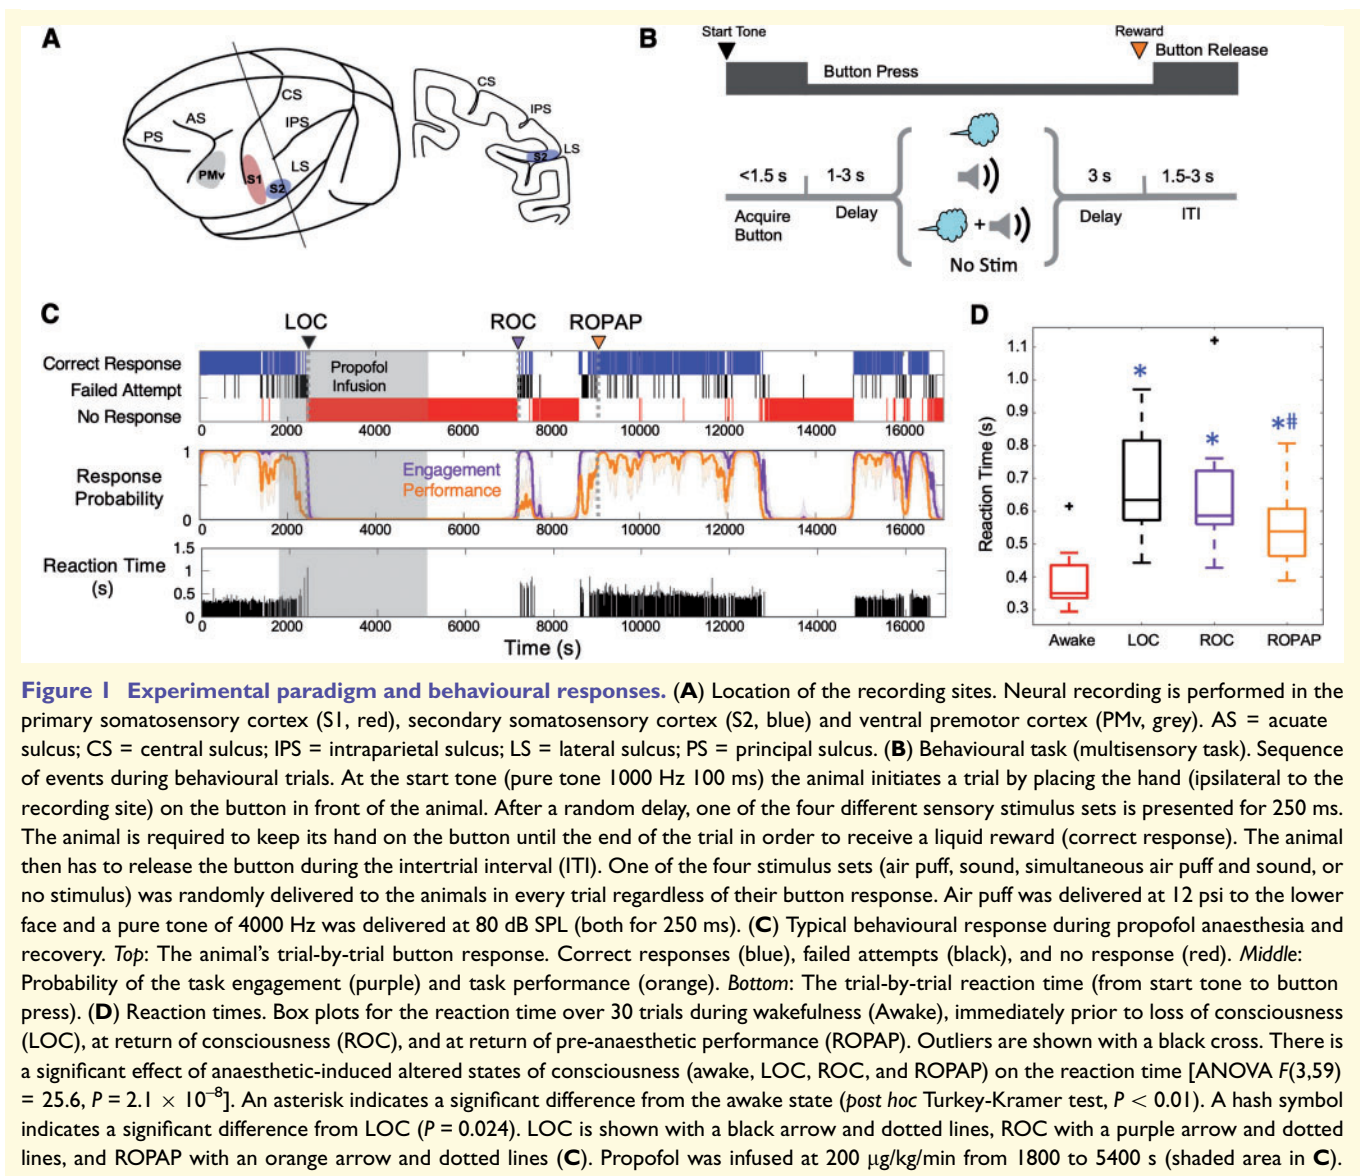 A
CS
AS
IPS
PS
LS
PMv
S1
S2
CS
IPS
LS
S2
B
Start Tone
Reward
Button Release
Button Press
<1.5 s
1-3 s
3 s
1.5-3 s
Acquire
Button
Delay
+
No Stim
Delay
ITI
C
LOC
ROC
ROPAP
Correct Response
Failed Attempt
No Response
Propofol
Infusion
0 2000 4000 6000 8000 10000 12000 14000 16000
Response
Probability
1
0
Engagement
Performance
0 2000 4000 6000 8000 10000 12000 14000 16000
Reaction Time
(s)
1.5
1
0.5
0
0 2000 4000 6000 8000 10000 12000 14000 16000
Time (s)
D
Reaction Time (s)
1.1
1.0
0.9
0.8
0.7
0.6
0.5
0.4
0.3
*
*
*#
Awake LOC ROC ROPAP
Figure 1 Experimental paradigm and behavioural responses. (A) Location of the recording sites. Neural recording is performed in the
primary somatosensory cortex (S1, red), secondary somatosensory cortex (S2, blue) and ventral premotor cortex (PMv, grey). AS = acuate
sulcus; CS = central sulcus; IPS = intraparietal sulcus; LS = lateral sulcus; PS = principal sulcus. (B) Behavioural task (multisensory task). Sequence
of events during behavioural trials. At the start tone (pure tone 1000 Hz 100 ms) the animal initiates a trial by placing the hand (ipsilateral to the
recording site) on the button in front of the animal. After a random delay, one of the four different sensory stimulus sets is presented for 250 ms.
The animal is required to keep its hand on the button until the end of the trial in order to receive a liquid reward (correct response). The animal
then has to release the button during the intertrial interval (ITI). One of the four stimulus sets (air puff, sound, simultaneous air puff and sound, or
no stimulus) was randomly delivered to the animals in every trial regardless of their button response. Air puff was delivered at 12 psi to the lower
face and a pure tone of 4000 Hz was delivered at 80 dB SPL (both for 250 ms). (C) Typical behavioural response during propofol anaesthesia and
recovery. Top: The animal's trial-by-trial button response. Correct responses (blue), failed attempts (black), and no response (red). Middle:
Probability of the task engagement (purple) and task performance (orange). Bottom: The trial-by-trial reaction time (from start tone to button
press). (D) Reaction times. Box plots for the reaction time over 30 trials during wakefulness (Awake), immediately prior to loss of consciousness
(LOC), at return of consciousness (ROC), and at return of pre-anaesthetic performance (ROPAP). Outliers are shown with a black cross. There is
a significant effect of anaesthetic-induced altered states of consciousness (awake, LOC, ROC, and ROPAP) on the reaction time [ANOVA F(3,59)
= 25.6, P = 2.1 × 10⁻⁸]. An asterisk indicates a significant difference from the awake state (post hoc Turkey-Kramer test, P < 0.01). A hash symbol
indicates a significant difference from LOC (P = 0.024). LOC is shown with a black arrow and dotted lines, ROC with a purple arrow and dotted
lines, and ROPAP with an orange arrow and dotted lines (C). Propofol was infused at 200 µg/kg/min from 1800 to 5400 s (shaded area in C).